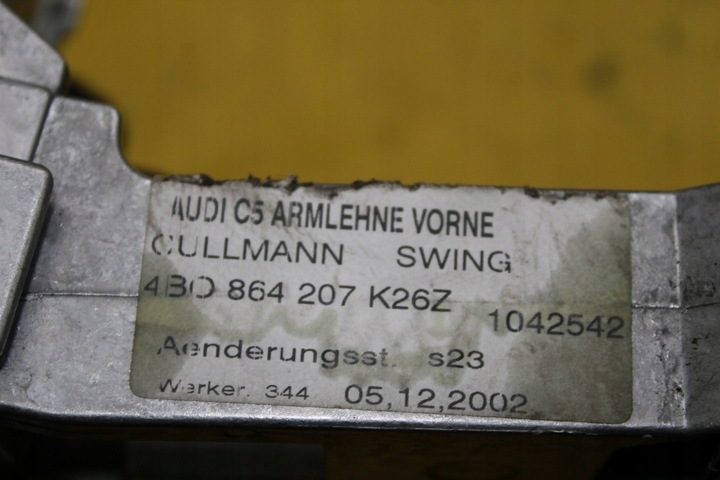 AUDI C5 ARMLEHNE VORNE
CULLMANN SWING
4B0 864 207 K26Z 1042542
Aenderungsst. s23
Werker. 344 05,12,2002